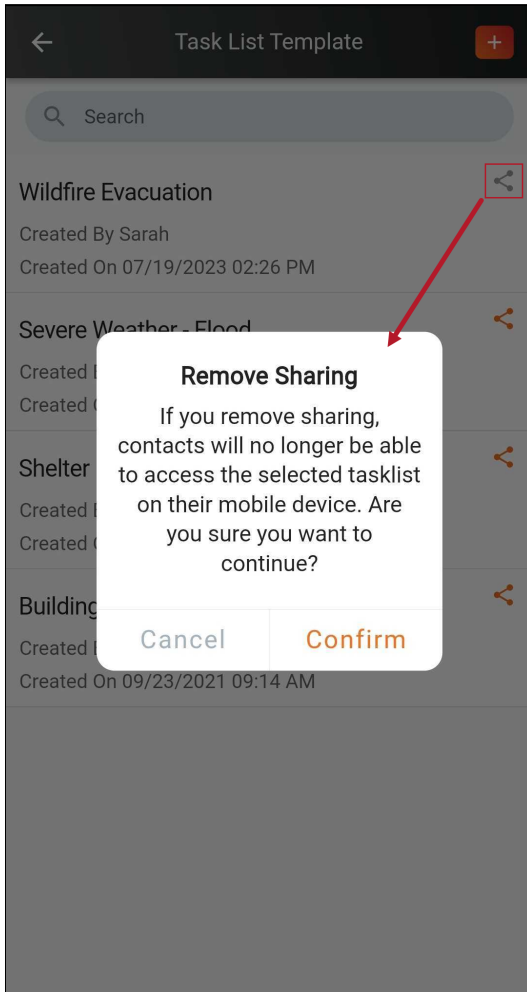 Task List Template
Search
Wildfire Evacuation
Created By Sarah
Created On 07/19/2023 02:26 PM
Severe Weather - Flood
Created
Created
Shelter
Created
Created
Building
Created
Created On 09/23/2021 09:14 AM
Remove Sharing
If you remove sharing,
contacts will no longer be able
to access the selected tasklist
on their mobile device. Are
you sure you want to
continue?
Cancel
Confirm